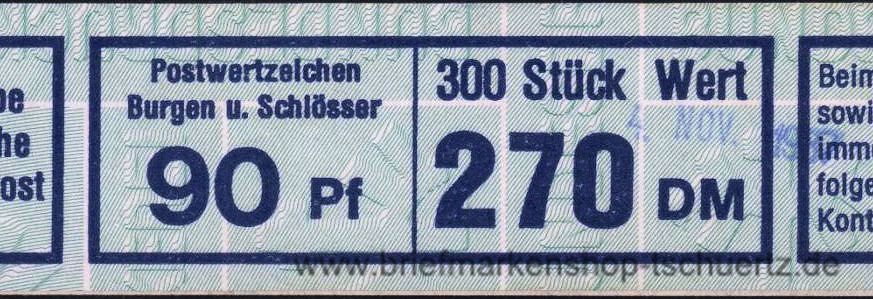 be
he
ost
Postwertzeichen
Burgen u. Schlösser
90 Pf
300 Stück Wert
270 DM
NOV.
Beim
sowi
imme
folge
Kont
www.briefmarkenshop-tschuertz.de